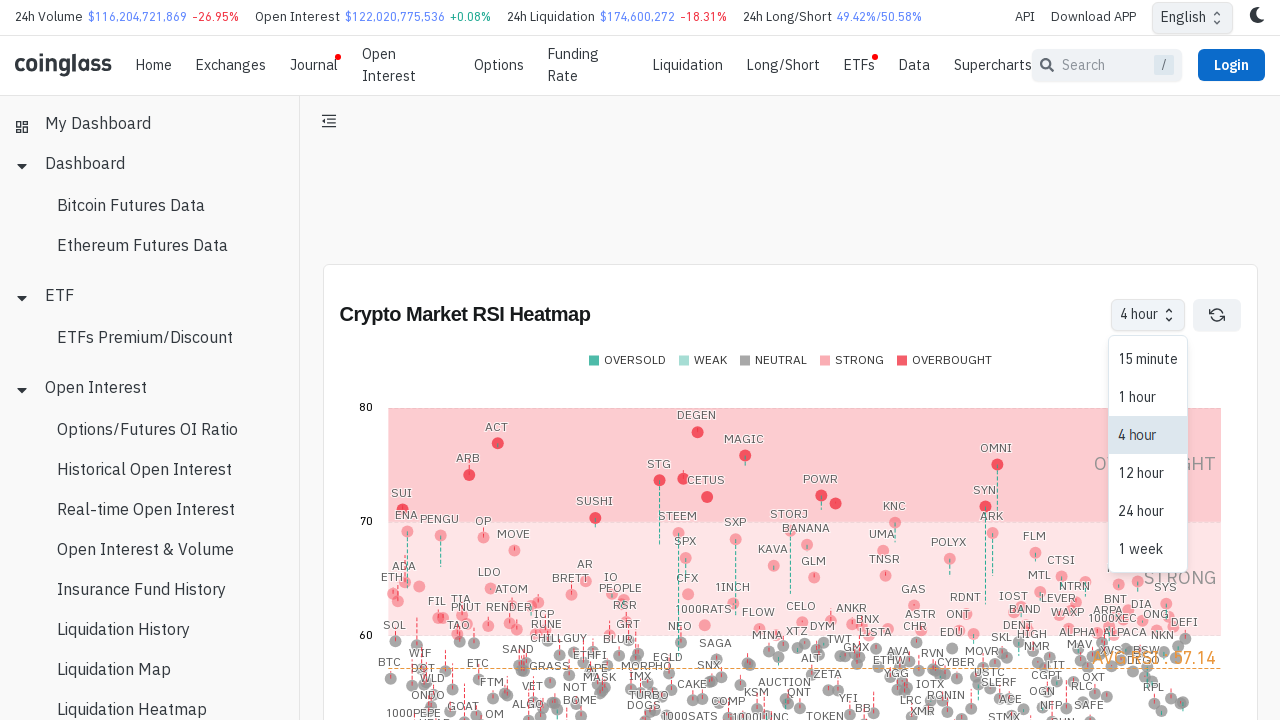 24h Volume $116,204,721,869 -26.95% Open Interest $122,020,775,536 +0.08% 24h Liquidation $174,600,272 -18.31% 24h Long/Short 49.42%/50.58% API Download APP English
coinglass Home Exchanges Journal Open Interest Options Funding Rate Liquidation Long/Short ETFs Data Supercharts Search / Login
My Dashboard
Dashboard
Bitcoin Futures Data
Ethereum Futures Data
ETF
ETFs Premium/Discount
Open Interest
Options/Futures OI Ratio
Historical Open Interest
Real-time Open Interest
Open Interest & Volume
Insurance Fund History
Liquidation History
Liquidation Map
Liquidation Heatmap
Crypto Market RSI Heatmap
4 hour
15 minute
1 hour
4 hour
12 hour
24 hour
1 week
OVERSOLD WEAK NEUTRAL STRONG OVERBOUGHT
80
DEGEN
ACT
MAGIC
OMNI
ARB
STG
CETUS
POWR
SUI
SYN
SUSHI
KNC
70
ENA PENGU OP STEEM SXP STORJ ARK
BANANA
MOVE
UMA
FLM
SPX
POLYX
KAVA
GLM
TNSR
CTSI
ADA
AR
LDO
ETH
BRETT IO
CFX
MTL
STRONG
ATOM
PEOPLE
1INCH
GAS
NTRN
SYS
FIL TIA
RSR
RDNT IOST LEVER BNT DIA
PNUT RENDER
1000RATS FLOW CELO ANKR
BAND WAXP ARPA ONG
ICP
ASTR ONT
1000XEC
SOL TAO RUNE GRT NEO BNX CHR DENT DEFI
60
CHILLGUY BLUR MINA XTZ DYM LISTA EDU SKL HIGH ALPHA ALPACA NKN
TWT
WIF SAND SAGA GMX AVA RVN MOVR NMR MAV BSW
BTC ETC GRASS ETHFI EGLD ALT ETHW CYBER LTT DEGO
DOT APE MORPHO SNX
WLD FTM MASK IMX ZETA YGG USTC CGPT OXT
VET NOT CAKE AUCTION IOTX SLERF RLC RPL
ONDO TURBO KSM QNT RONIN OGN
GOAT ALGO BOME DOGS COMP YFI LRC ACE NFP SAFE
1000PEPE OM 1000SATS TOKEN BB XMR STMX